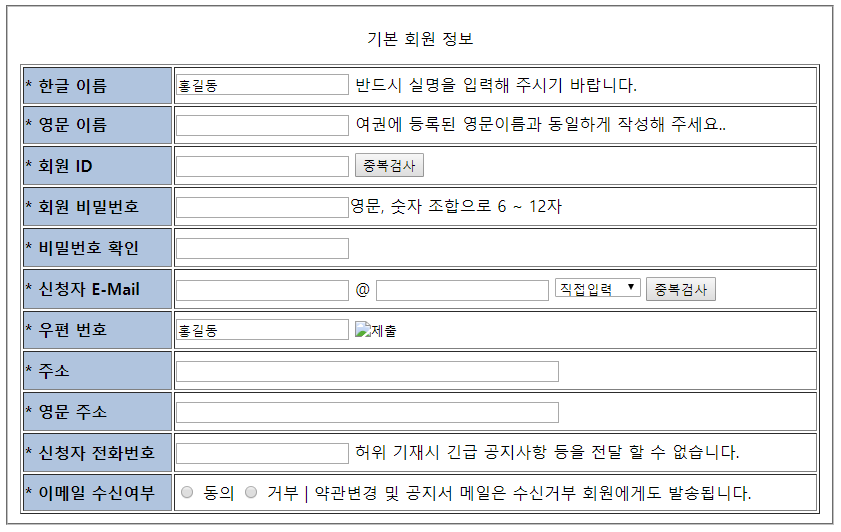 기본 회원 정보
* 한글 이름 홍길동 반드시 실명을 입력해 주시기 바랍니다.
* 영문 이름 여권에 등록된 영문이름과 동일하게 작성해 주세요..
* 회원 ID 중복검사
* 회원 비밀번호 영문, 숫자 조합으로 6 ~ 12자
* 비밀번호 확인
* 신청자 E-Mail @ 직접입력 중복검사
* 우편 번호 홍길동 제출
* 주소
* 영문 주소
* 신청자 전화번호 허위 기재시 긴급 공지사항 등을 전달 할 수 없습니다.
* 이메일 수신여부 동의 거부 | 약관변경 및 공지서 메일은 수신거부 회원에게도 발송됩니다.